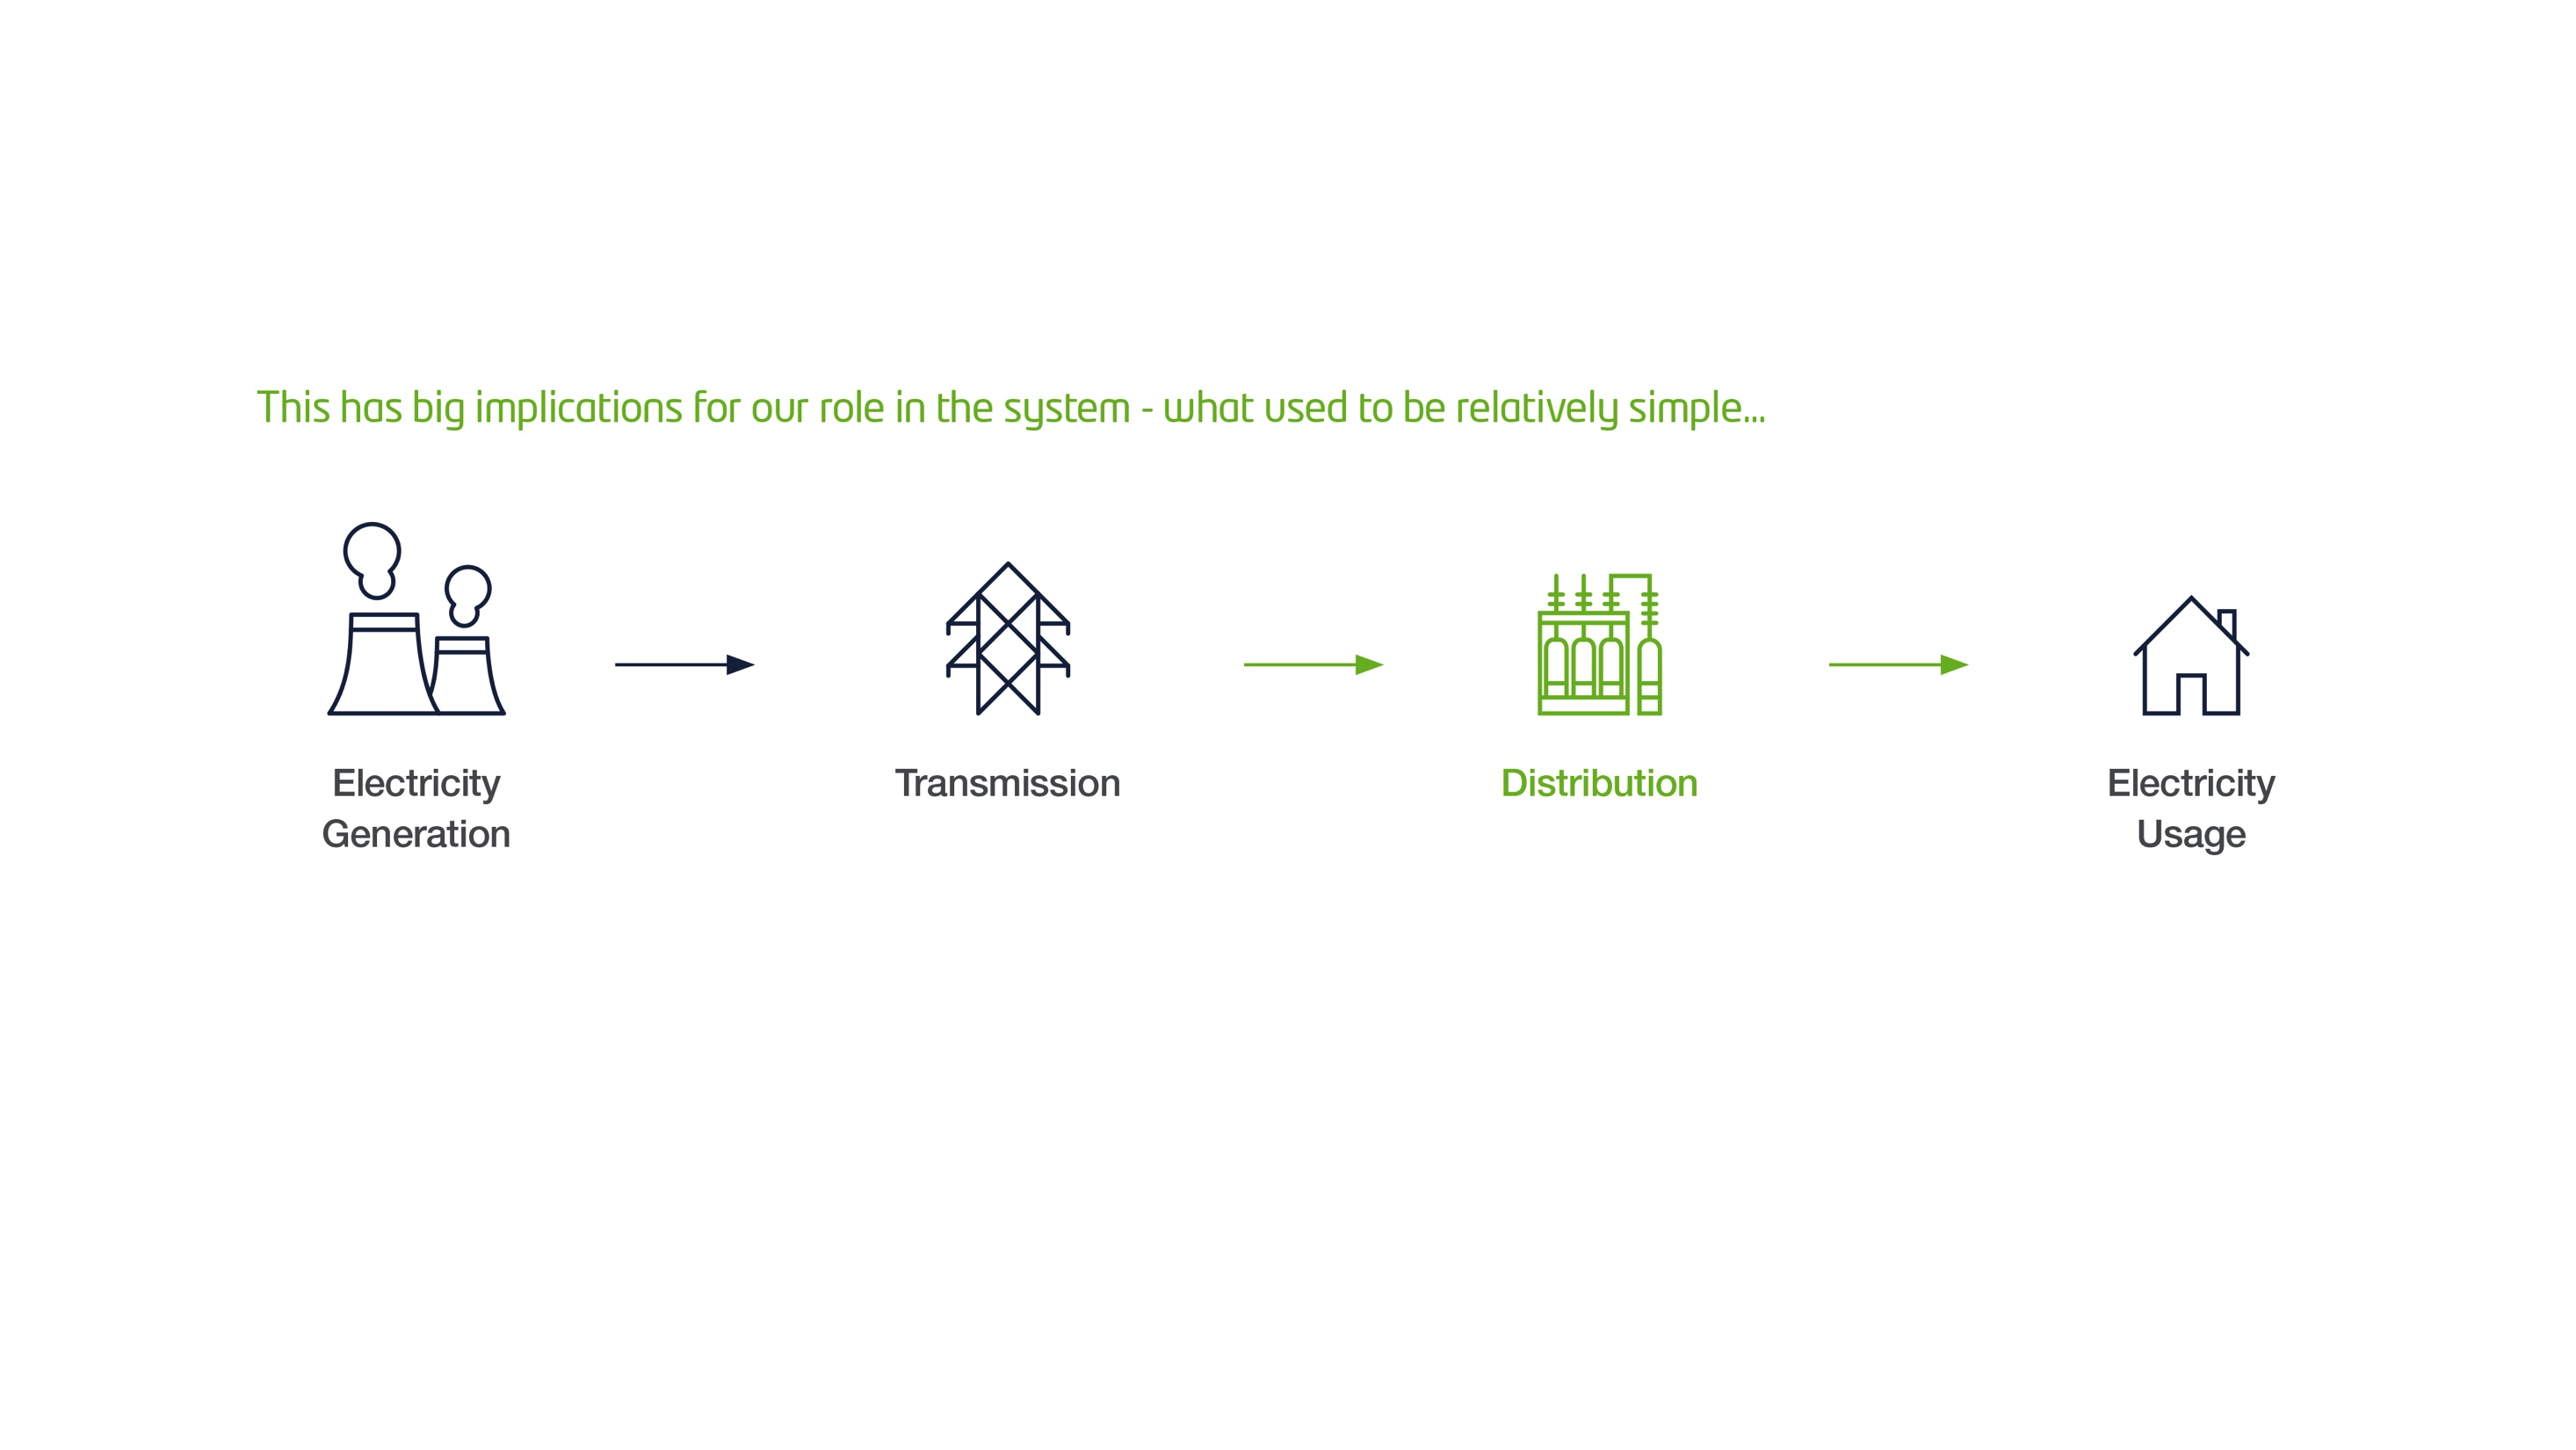 This has big implications for our role in the system - what used to be relatively simple...
Electricity
Generation
Transmission
Distribution
Electricity
Usage